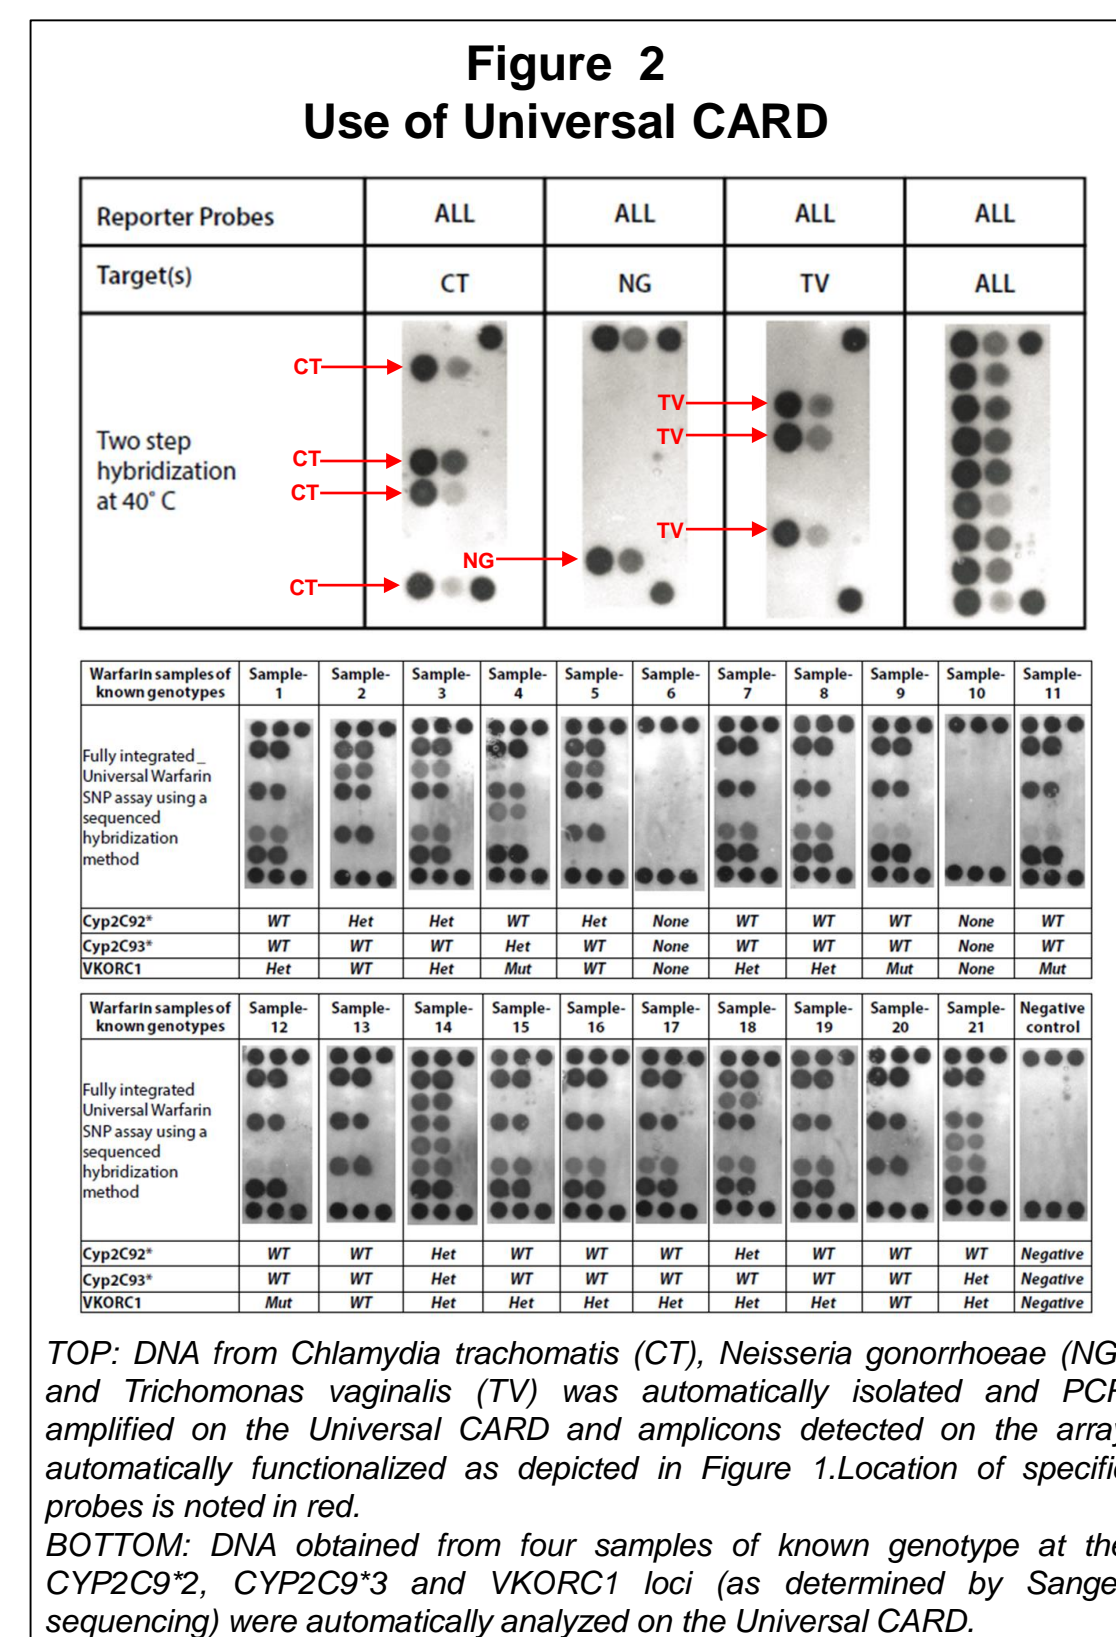 Figure 2
Use of Universal CARD
Reporter Probes ALL ALL ALL ALL
Target(s) CT NG TV ALL
Two step
hybridization
at 40° C
CT
CT
CT
CT
NG
TV
TV
TV
Warfarin samples of known genotypes Sample-1 Sample-2 Sample-3 Sample-4 Sample-5 Sample-6 Sample-7 Sample-8 Sample-9 Sample-10 Sample-11
Fully integrated_
Universal Warfarin
SNP assay using a
sequenced
hybridization
method
Cyp2C92* WT Het Het WT Het None WT WT WT None WT
Cyp2C93* WT WT WT Het WT None WT WT WT None WT
VKORC1 Het WT Het Mut WT None Het Het Mut None Mut
Warfarin samples of known genotypes Sample-12 Sample-13 Sample-14 Sample-15 Sample-16 Sample-17 Sample-18 Sample-19 Sample-20 Sample-21 Negative control
Fully integrated
Universal Warfarin
SNP assay using a
sequenced
hybridization
method
Cyp2C92* WT WT Het WT WT WT Het WT WT WT Negative
Cyp2C93* WT WT Het WT WT WT WT WT WT Het Negative
VKORC1 Mut WT Het Het Het Het Het Het WT Het Negative
TOP: DNA from Chlamydia trachomatis (CT), Neisseria gonorrhoeae (NG
and Trichomonas vaginalis (TV) was automatically isolated and PCR
amplified on the Universal CARD and amplicons detected on the array
automatically functionalized as depicted in Figure 1.Location of specific
probes is noted in red.
BOTTOM: DNA obtained from four samples of known genotype at the
CYP2C9*2, CYP2C9*3 and VKORC1 loci (as determined by Sanger
sequencing) were automatically analyzed on the Universal CARD.